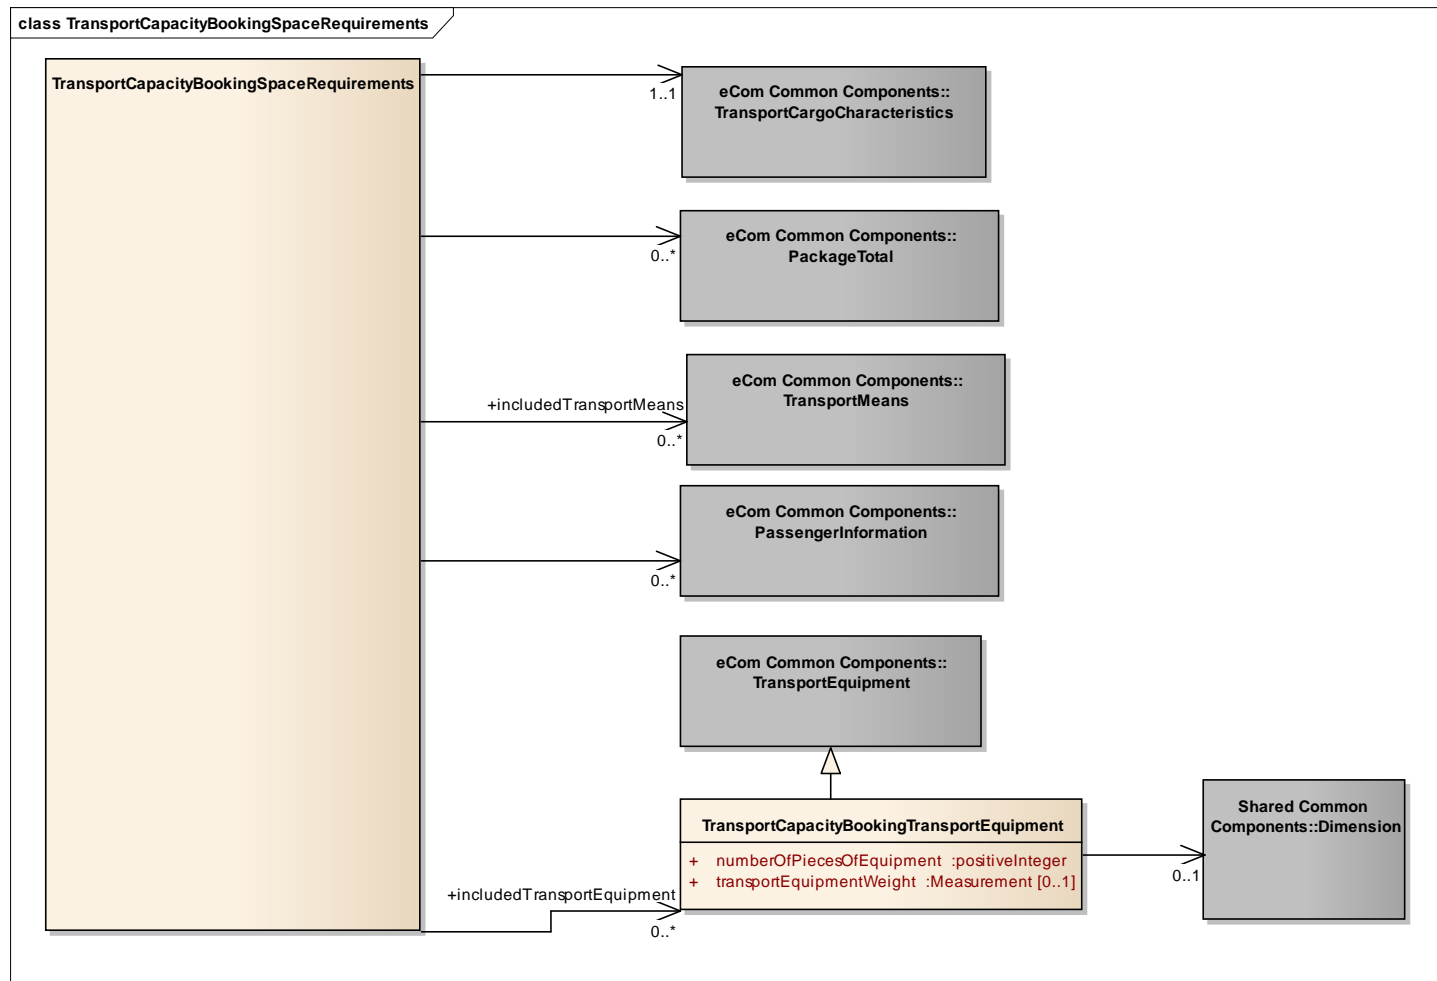 class TransportCapacityBookingSpaceRequirements
TransportCapacityBookingSpaceRequirements
1..1
eCom Common Components::
TransportCargoCharacteristics
0..*
eCom Common Components::
PackageTotal
+includedTransportMeans
0..*
eCom Common Components::
TransportMeans
0..*
eCom Common Components::
PassengerInformation
eCom Common Components::
TransportEquipment
+includedTransportEquipment
0..*
TransportCapacityBookingTransportEquipment
+ numberOfPiecesOfEquipment :positiveInteger
+ transportEquipmentWeight :Measurement [0..1]
0..1
Shared Common
Components::Dimension